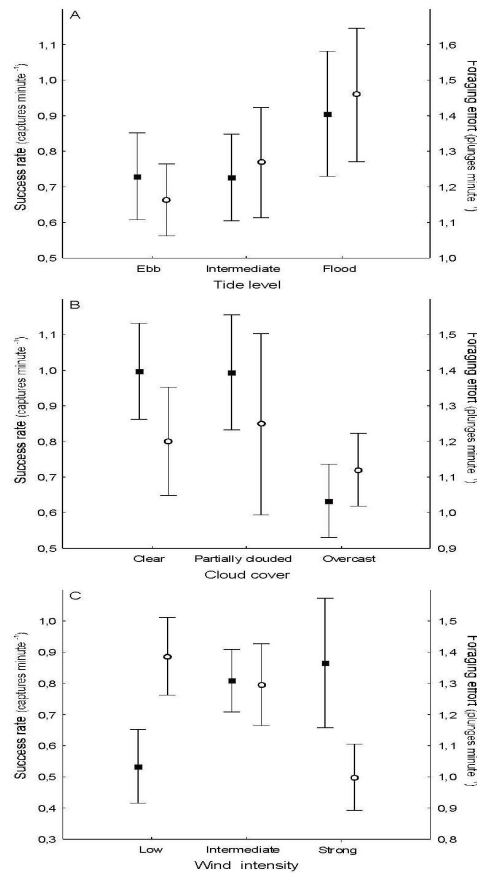 A
Success rate (captures minute⁻¹)
1,1
1,0
0,9
0,8
0,7
0,6
0,5
1,6
1,5
1,4
1,3
1,2
1,1
1,0
Foraging effort (plunges minute⁻¹)
Ebb Intermediate Flood
Tide level
B
Success rate (captures minute⁻¹)
1,1
1,0
0,9
0,8
0,7
0,6
0,5
1,5
1,4
1,3
1,2
1,1
1,0
0,9
Foraging effort (plunges minute⁻¹)
Clear Partially clouded Overcast
Cloud cover
C
Success rate (captures minute⁻¹)
1,0
0,9
0,8
0,7
0,6
0,5
0,4
0,3
1,5
1,4
1,3
1,2
1,1
1,0
0,9
0,8
Foraging effort (plunges minute⁻¹)
Low Intermediate Strong
Wind intensity